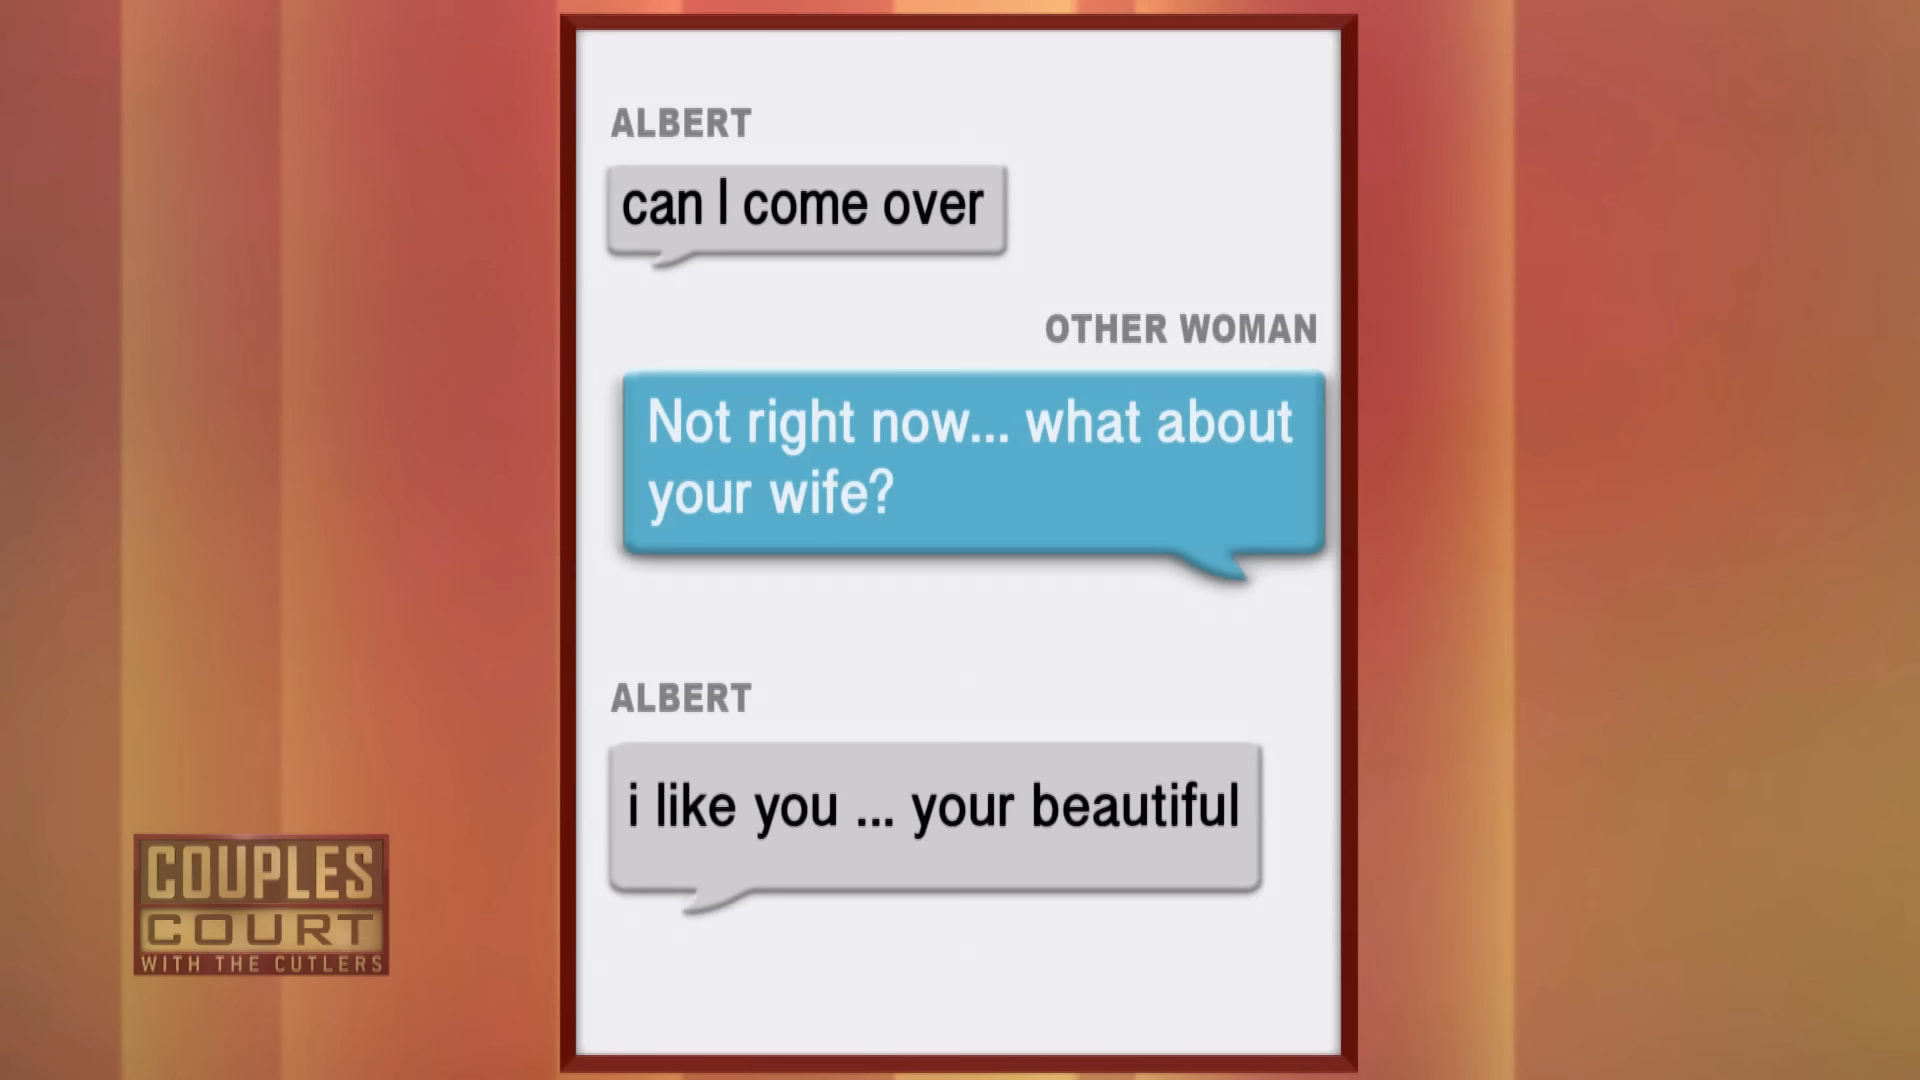 ALBERT
can I come over
OTHER WOMAN
Not right now... what about
your wife?
ALBERT
i like you ... your beautiful
COUPLES
COURT
WITH THE CUTLERS